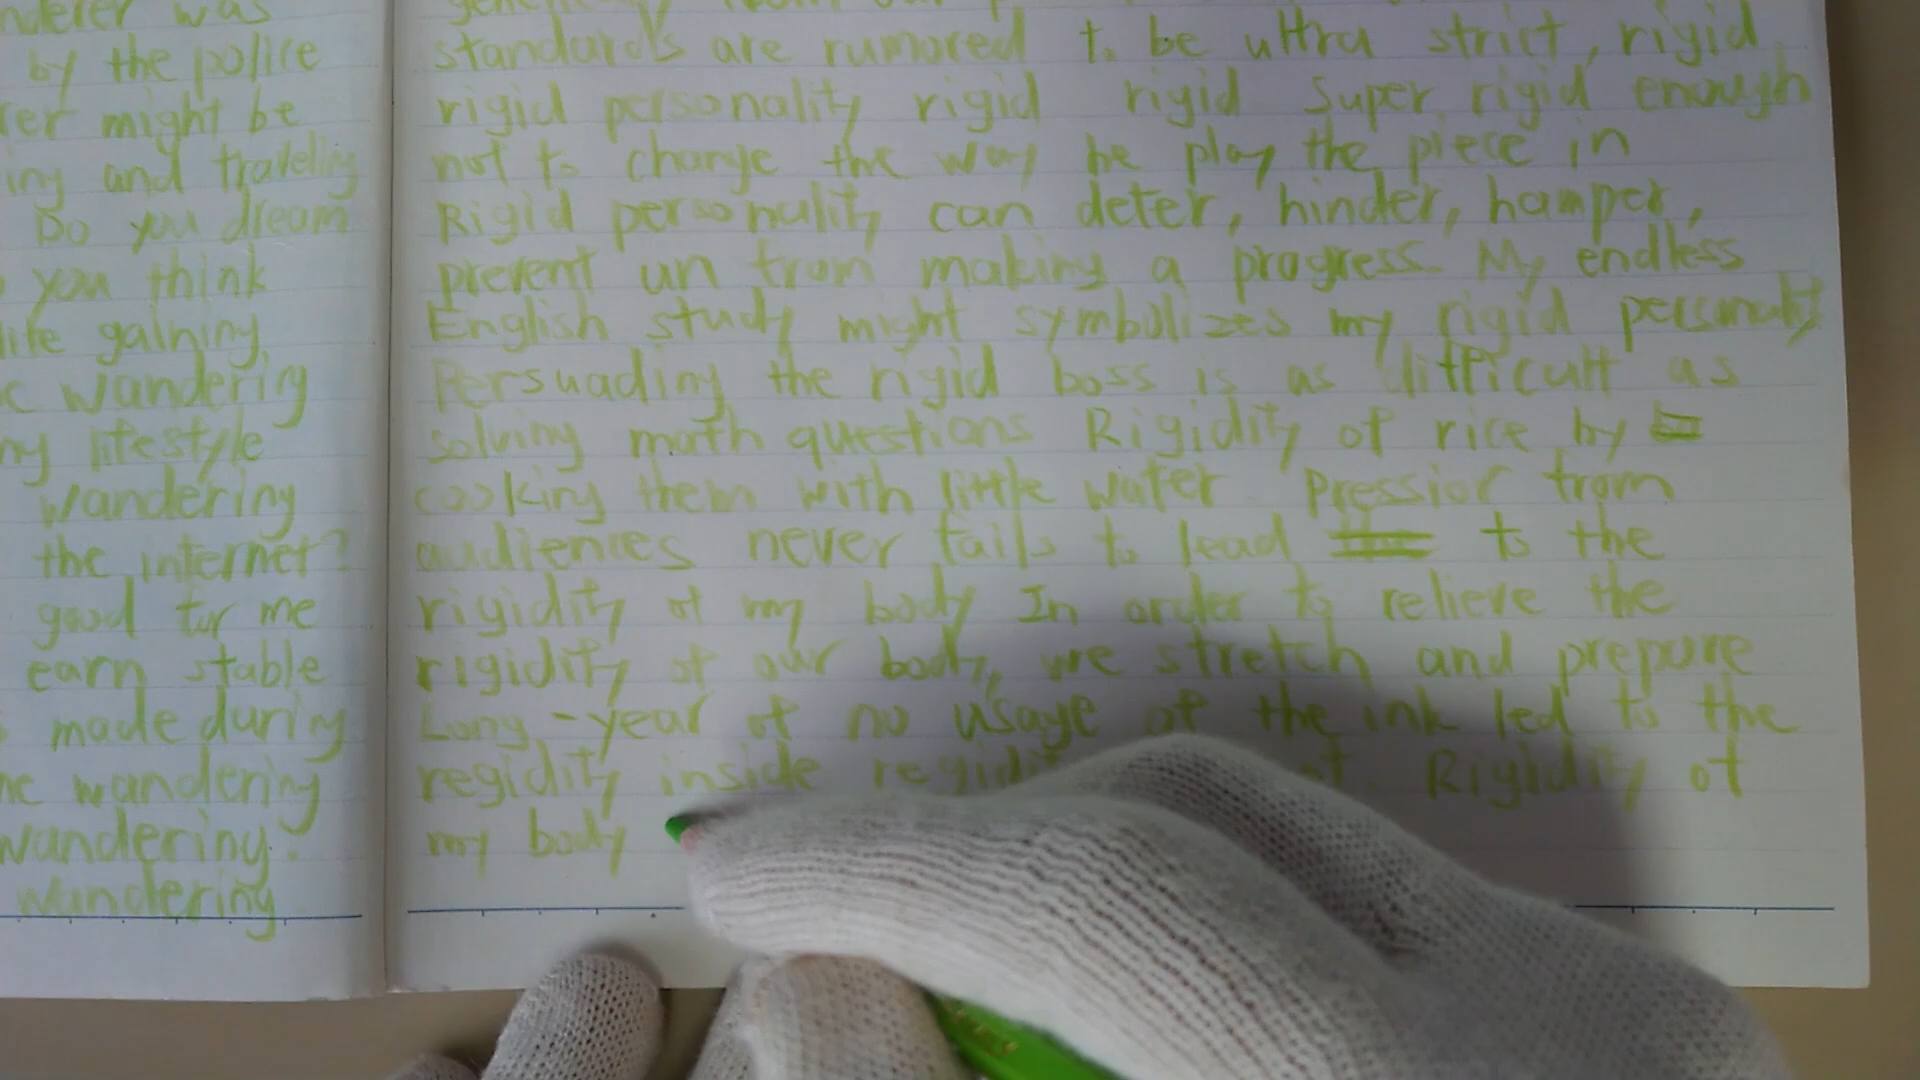 nderer was
by the police
rer might be
ing and traveling
Do you dream
you think
life gaining
c wandering
my lifestyle
wandering
the internet?
good for me
earn stable
made during
ne wandering
wandering.
wandering.
standards are rumored to be ultra strict, rigid
rigid personality rigid rigid super rigid enough
not to change the way he play the piece in
Rigid personality can deter, hinder, hamper,
prevent un from making a progress. My endless
English study might symbolizes my rigid personality
Persuading the rigid boss is as difficult as
solving math questions Rigidity of rice by
cooking them with little water. Pressior from
audiences never fails to lead to the
rigidity of my body In order to relieve the
rigidity of our body, we stretch and prepare
Long-year of no usage of the ink led to the
regidity inside Rigidity of
my body